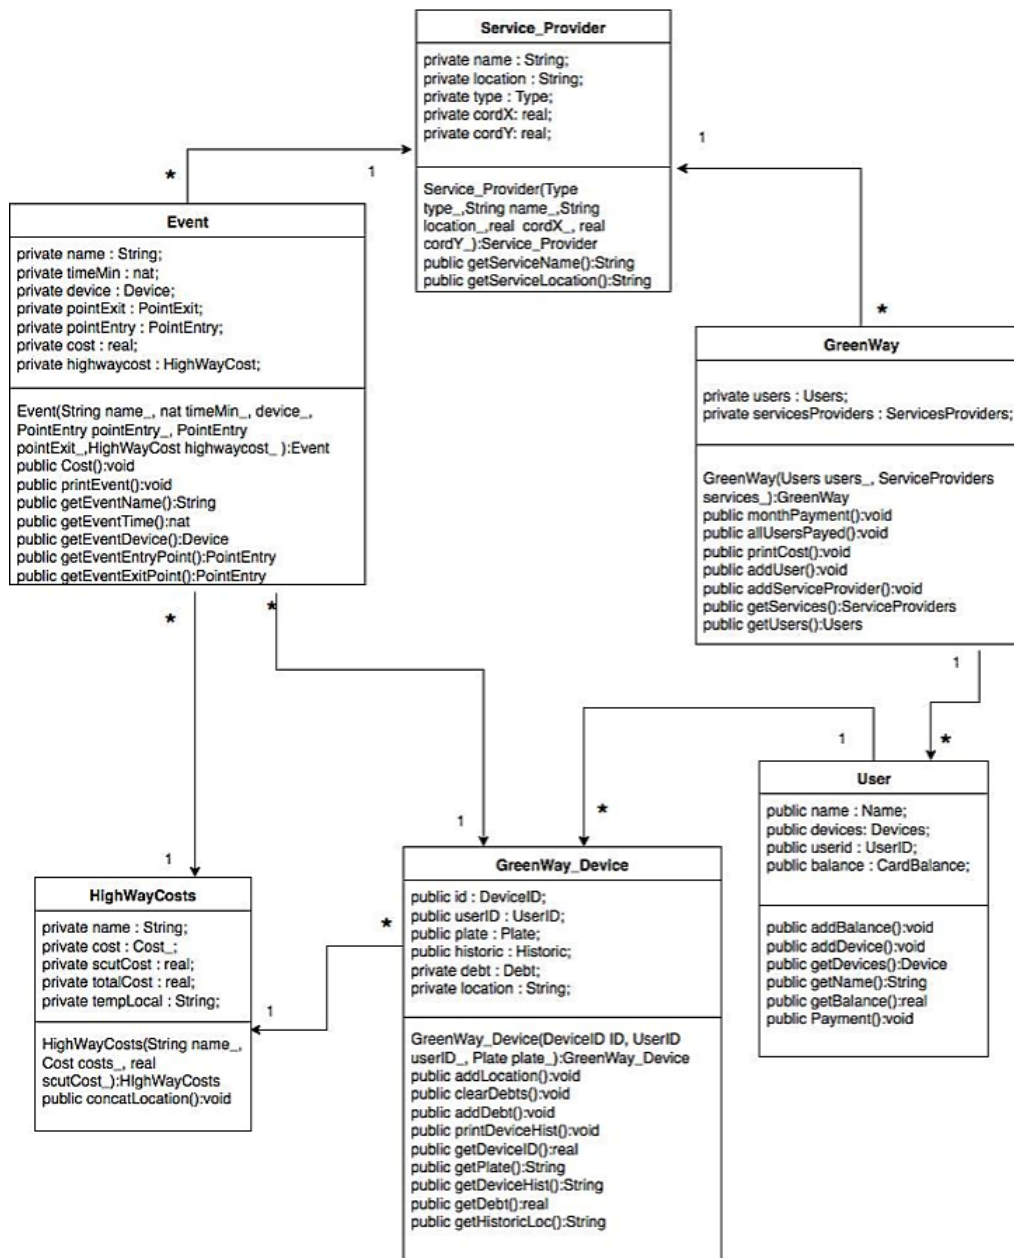 Service_Provider
private name : String;
private location : String;
private type : Type;
private cordX: real;
private cordY: real;
Service_Provider(Type
type_,String name_,String
location_,real cordX_, real
cordY_):Service_Provider
public getServiceName():String
public getServiceLocation():String
*
1
1
*
Event
private name : String;
private timeMin : nat;
private device : Device;
private pointExit : PointExit;
private pointEntry : PointEntry;
private cost : real;
private highwaycost : HighWayCost;
Event(String name_, nat timeMin_, device_,
PointEntry pointEntry_, PointEntry
pointExit_,HighWayCost highwaycost_ ):Event
public Cost():void
public printEvent():void
public getEventName():String
public getEventTime():nat
public getEventDevice():Device
public getEventEntryPoint():PointEntry
public getEventExitPoint():PointEntry
GreenWay
private users : Users;
private servicesProviders : ServicesProviders;
GreenWay(Users users_, ServiceProviders
services_):GreenWay
public monthPayment():void
public allUsersPayed():void
public printCost():void
public addUser():void
public addServiceProvider():void
public getServices():ServiceProviders
public getUsers():Users
*
*
1
*
1
*
1
1
User
public name : Name;
public devices: Devices;
public userid : UserID;
public balance : CardBalance;
public addBalance():void
public addDevice():void
public getDevices():Device
public getName():String
public getBalance():real
public Payment():void
HighWayCosts
private name : String;
private cost : Cost_;
private scutCost : real;
private totalCost : real;
private tempLocal : String;
HighWayCosts(String name_,
Cost costs_, real
scutCost_):HIghWayCosts
public concatLocation():void
*
1
GreenWay_Device
public id : DeviceID;
public userID : UserID;
public plate : Plate;
public historic : Historic;
private debt : Debt;
private location : String;
GreenWay_Device(DeviceID ID, UserID
userID_, Plate plate_):GreenWay_Device
public addLocation():void
public clearDebts():void
public addDebt():void
public printDeviceHist():void
public getDeviceID():real
public getPlate():String
public getDeviceHist():String
public getDebt():real
public getHistoricLoc():String